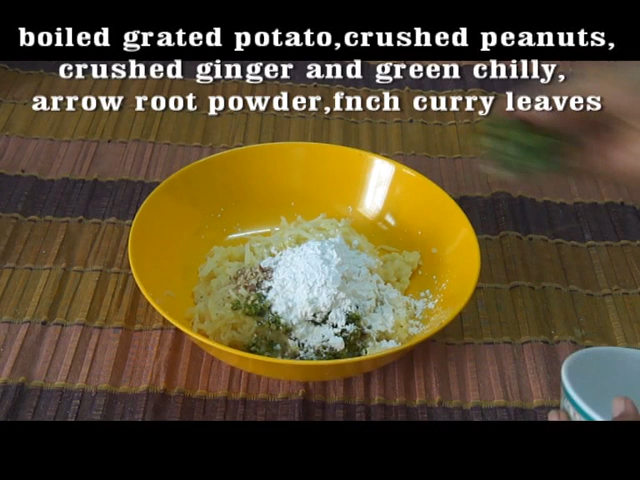 boiled grated potato,crushed peanuts,
crushed ginger and green chilly,
arrow root powder,fnch curry leaves